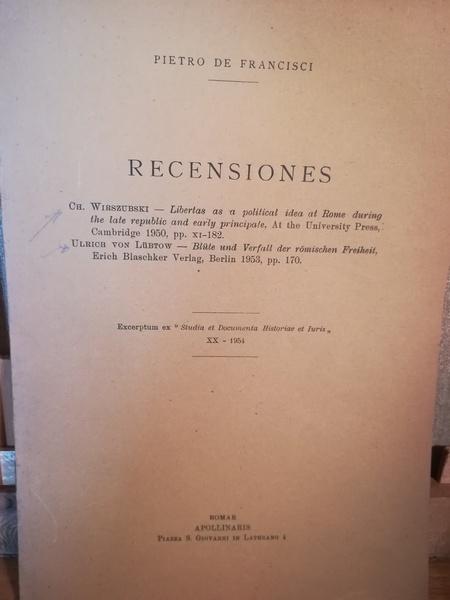 PIETRO DE FRANCISCI
RECENSIONES
CH. WIRSZUBSKI — Libertas as a political idea at Rome during
the late republic and early principate, At the University Press,
Cambridge 1950, pp. XI-182.
ULRICH VON LÜBTOW — Blüte und Verfall der römischen Freiheit,
Erich Blaschker Verlag, Berlin 1953, pp. 170.
Excerptum ex " Studia et Documenta Historiae et Iuris „
XX - 1954
ROMAE
APOLLINARIS
PIAZZA S. GIOVANNI IN LATERANO 4